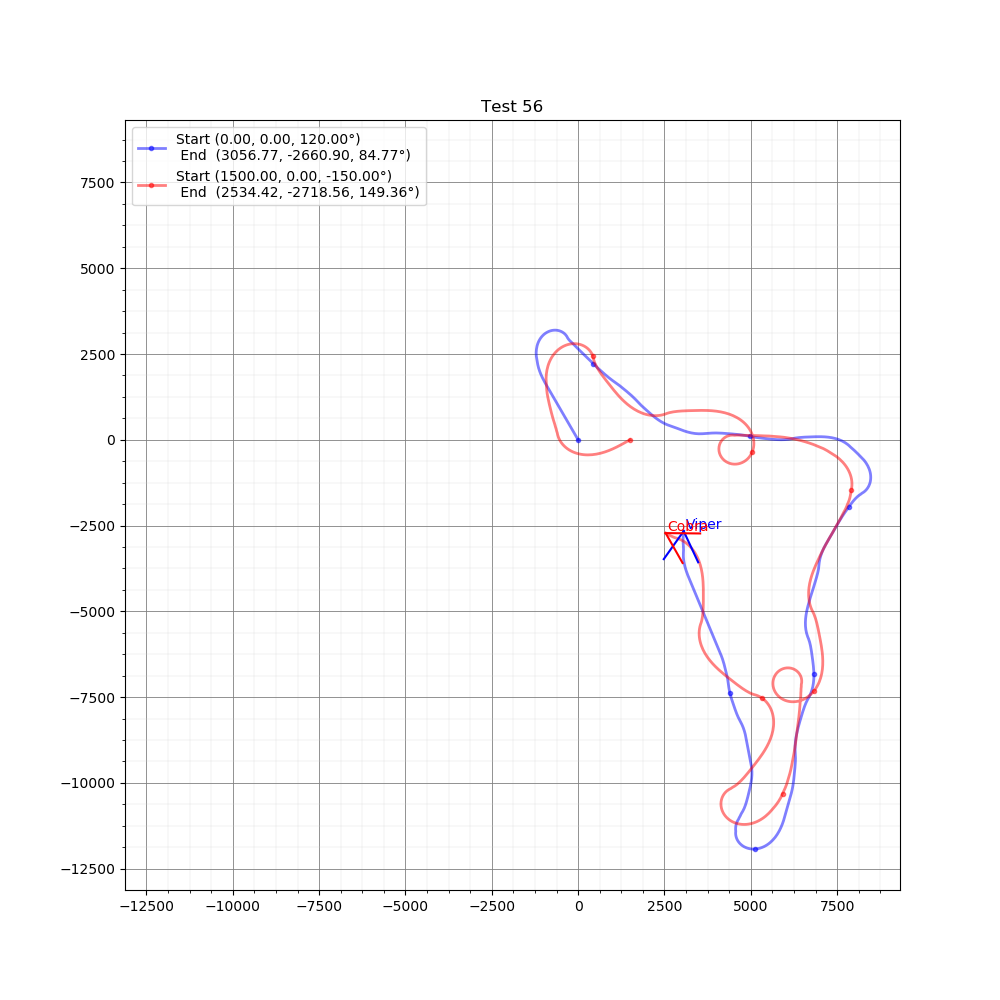 Test 56
Start (0.00, 0.00, 120.00°)
End (3056.77, -2660.90, 84.77°)
Start (1500.00, 0.00, -150.00°)
End (2534.42, -2718.56, 149.36°)
7500
5000
2500
0
−2500
−5000
−7500
−10000
−12500
Viper
Cobra
−12500 −10000 −7500 −5000 −2500 0 2500 5000 7500